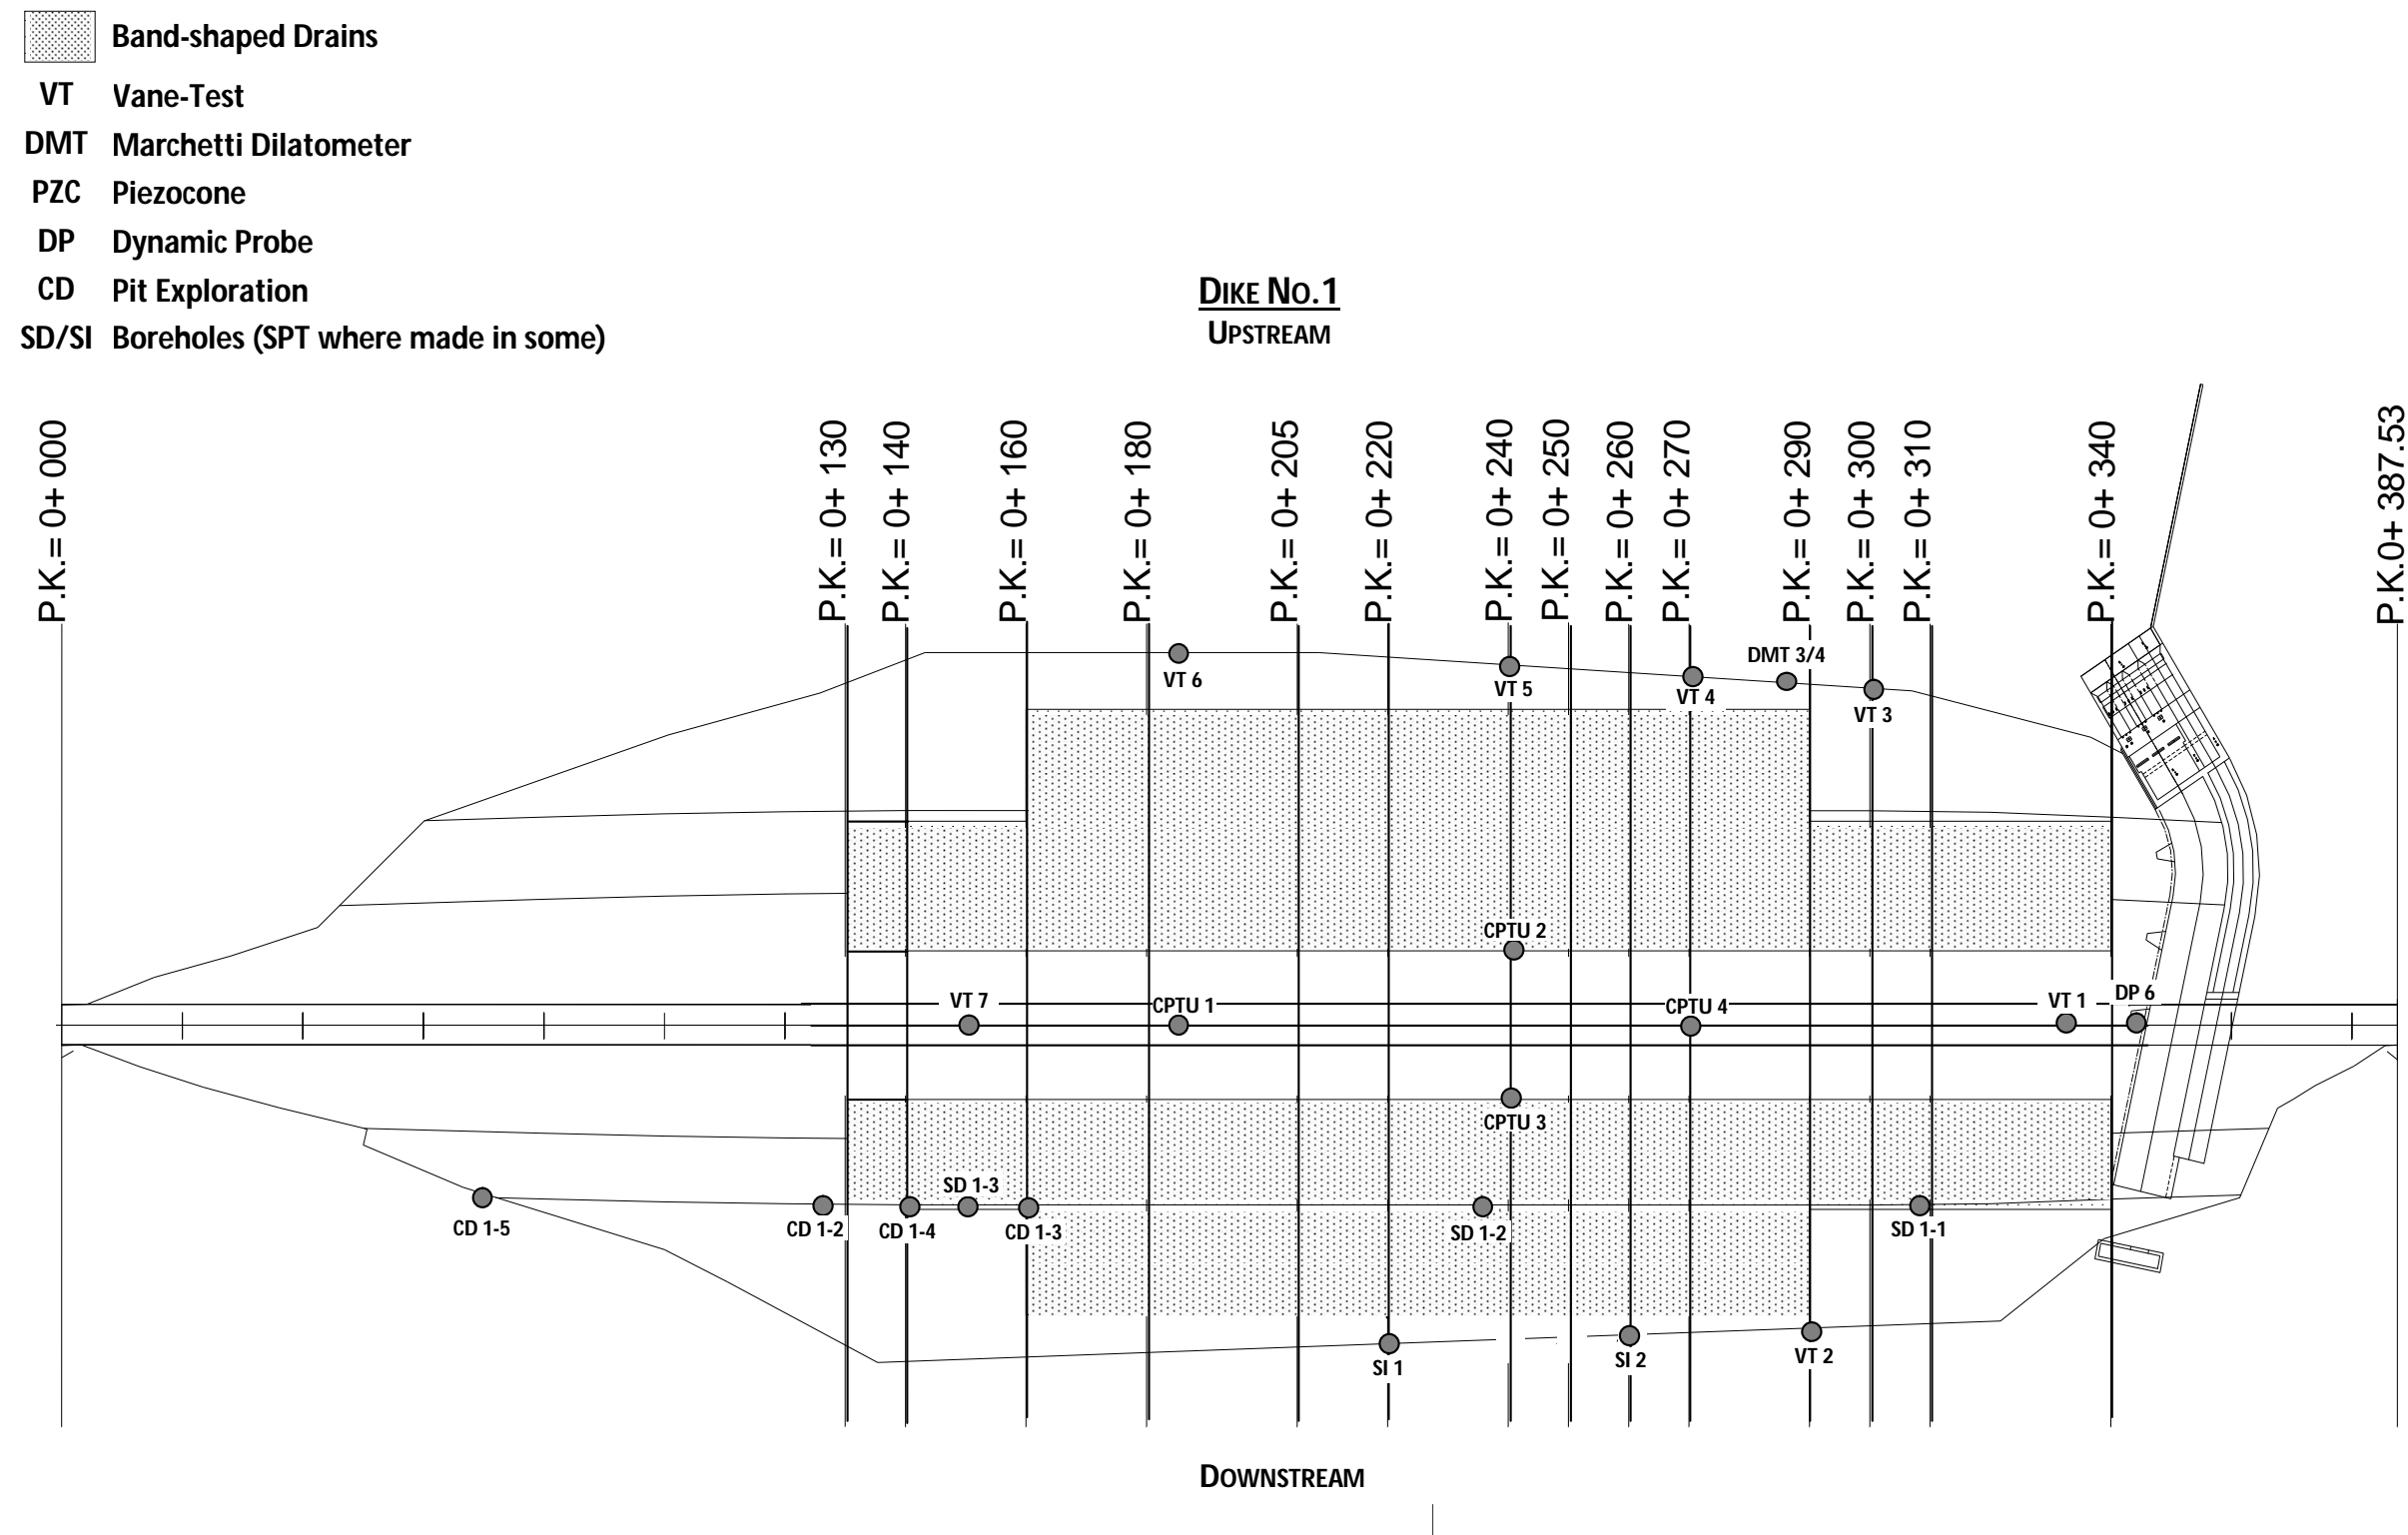 Band-shaped Drains
VT Vane-Test
DMT Marchetti Dilatometer
PZC Piezocone
DP Dynamic Probe
CD Pit Exploration
SD/SI Boreholes (SPT where made in some)
DIKE NO.1
UPSTREAM
P.K.= 0+ 000
P.K.= 0+ 130
P.K.= 0+ 140
P.K.= 0+ 160
P.K.= 0+ 180
P.K.= 0+ 205
P.K.= 0+ 220
P.K.= 0+ 240
P.K.= 0+ 250
P.K.= 0+ 260
P.K.= 0+ 270
P.K.= 0+ 290
P.K.= 0+ 300
P.K.= 0+ 310
P.K.= 0+ 340
P.K.0+ 387.53
VT 6
VT 5
VT 4
DMT 3/4
VT 3
CPTU 2
VT 7
CPTU 1
CPTU 4
VT 1
DP 6
CPTU 3
CD 1-5
CD 1-2
CD 1-4
SD 1-3
CD 1-3
SD 1-2
SD 1-1
SI 1
SI 2
VT 2
DOWNSTREAM